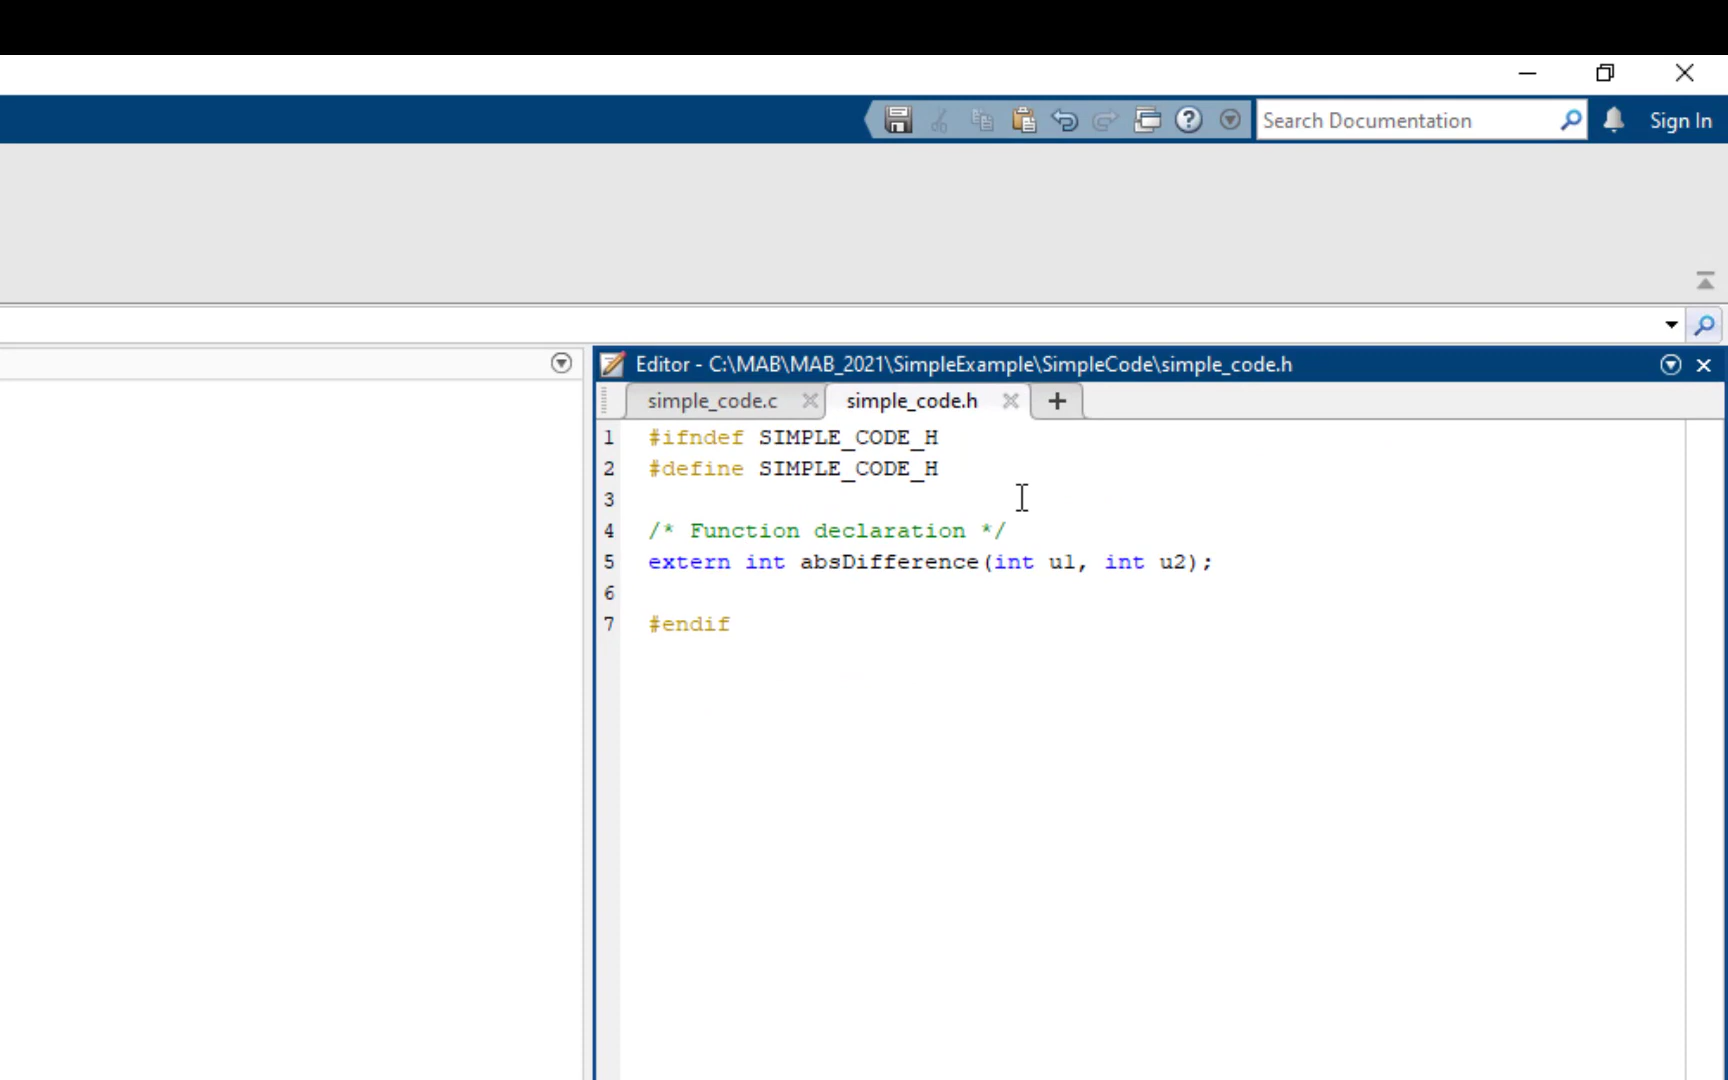 Search Documentation
Sign In
Editor - C:\MAB\MAB_2021\SimpleExample\SimpleCode\simple_code.h
simple_code.c
simple_code.h
1 #ifndef SIMPLE_CODE_H
2 #define SIMPLE_CODE_H
3
4 /* Function declaration */
5 extern int absDifference(int u1, int u2);
6
7 #endif